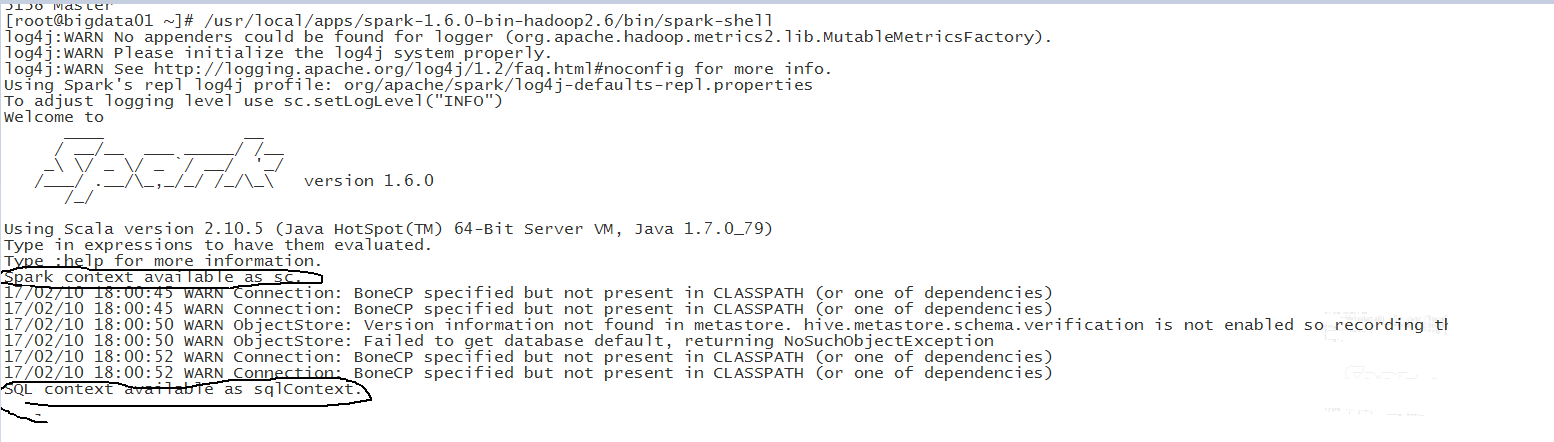 5158 Master
[root@bigdata01 ~]# /usr/local/apps/spark-1.6.0-bin-hadoop2.6/bin/spark-shell
log4j:WARN No appenders could be found for logger (org.apache.hadoop.metrics2.lib.MutableMetricsFactory).
log4j:WARN Please initialize the log4j system properly.
log4j:WARN See http://logging.apache.org/log4j/1.2/faq.html#noconfig for more info.
Using Spark's repl log4j profile: org/apache/spark/log4j-defaults-repl.properties
To adjust logging level use sc.setLogLevel("INFO")
Welcome to
      ____              __
     / __/__  ___ _____/ /__
    _\ \/ _ \/ _ `/ __/  '_/
   /___/ .__/\_,_/_/ /_/\_\   version 1.6.0
      /_/
Using Scala version 2.10.5 (Java HotSpot(TM) 64-Bit Server VM, Java 1.7.0_79)
Type in expressions to have them evaluated.
Type :help for more information.
Spark context available as sc.
17/02/10 18:00:45 WARN Connection: BoneCP specified but not present in CLASSPATH (or one of dependencies)
17/02/10 18:00:45 WARN Connection: BoneCP specified but not present in CLASSPATH (or one of dependencies)
17/02/10 18:00:50 WARN ObjectStore: Version information not found in metastore. hive.metastore.schema.verification is not enabled so recording th
17/02/10 18:00:50 WARN ObjectStore: Failed to get database default, returning NoSuchObjectException
17/02/10 18:00:52 WARN Connection: BoneCP specified but not present in CLASSPATH (or one of dependencies)
17/02/10 18:00:52 WARN Connection: BoneCP specified but not present in CLASSPATH (or one of dependencies)
SQL context available as sqlContext.